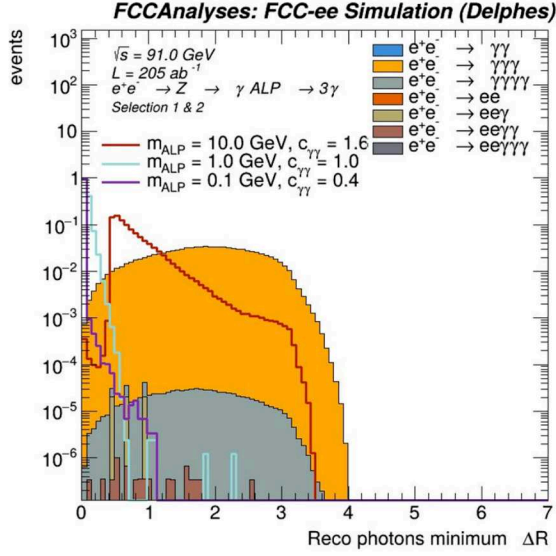 FCCAnalyses: FCC-ee Simulation (Delphes)
events
10³
10²
10
1
10⁻¹
10⁻²
10⁻³
10⁻⁴
10⁻⁵
10⁻⁶
√s = 91.0 GeV
L = 205 ab⁻¹
e⁺e⁻ → Z → γ ALP → 3γ
Selection 1 & 2
e⁺e⁻ → γγ
e⁺e⁻ → γγγ
e⁺e⁻ → γγγγ
e⁺e⁻ → ee
e⁺e⁻ → eeγ
e⁺e⁻ → eeγγ
e⁺e⁻ → eeγγγ
m_ALP = 10.0 GeV, c_γγ = 1.6
m_ALP = 1.0 GeV, c_γγ = 1.0
m_ALP = 0.1 GeV, c_γγ = 0.4
0 1 2 3 4 5 6 7
Reco photons minimum ΔR